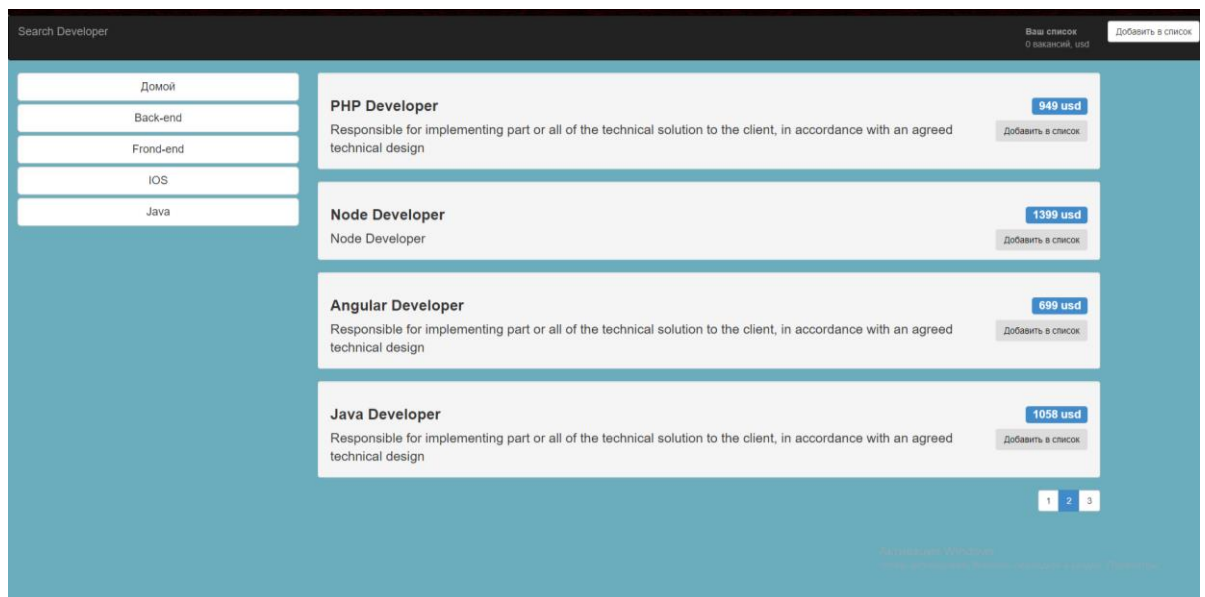 Search Developer
Ваш список
0 вакансий, usd
Добавить в список
Домой
Back-end
Frond-end
IOS
Java
PHP Developer
949 usd
Responsible for implementing part or all of the technical solution to the client, in accordance with an agreed
technical design
Добавить в список
Node Developer
1399 usd
Node Developer
Добавить в список
Angular Developer
699 usd
Responsible for implementing part or all of the technical solution to the client, in accordance with an agreed
technical design
Добавить в список
Java Developer
1058 usd
Responsible for implementing part or all of the technical solution to the client, in accordance with an agreed
technical design
Добавить в список
1 2 3